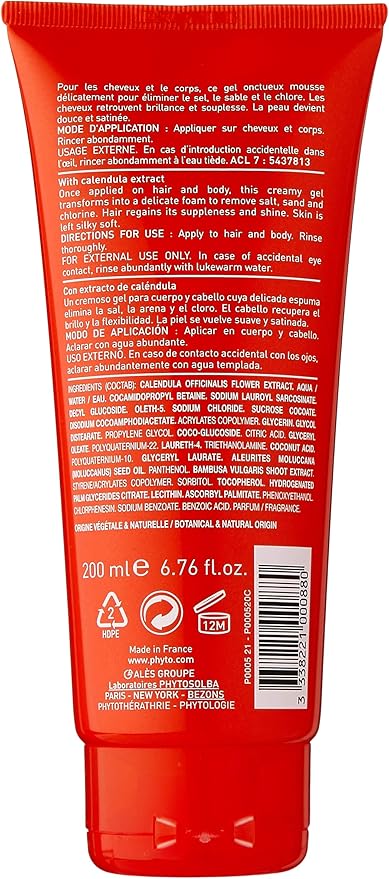 Pour les cheveux et le corps, ce gel onctueux mousse
délicatement pour éliminer le sel, le sable et le chlore. Les
cheveux retrouvent brillance et souplesse. La peau devient
douce et satinée.
MODE D'APPLICATION : Appliquer sur cheveux et corps.
Rincer abondamment.
USAGE EXTERNE. En cas d'introduction accidentelle dans
l'œil, rincer abondamment à l'eau tiède. ACL 7 : 5437813
With calendula extract
Once applied on hair and body, this creamy gel
transforms into a delicate foam to remove salt, sand and
chlorine. Hair regains its suppleness and shine. Skin is
left silky soft.
DIRECTIONS FOR USE : Apply to hair and body. Rinse
thoroughly.
FOR EXTERNAL USE ONLY. In case of accidental eye
contact, rinse abundantly with lukewarm water.
Con extracto de caléndula
Un cremoso gel para cuerpo y cabello cuya delicada espuma
elimina la sal, la arena y el cloro. El cabello recupera el
brillo y la flexibilidad. La piel se vuelve suave y satinada.
MODO DE APLICACIÓN : Aplicar en cuerpo y cabello.
Aclarar con agua abundante.
USO EXTERNO. En caso de contacto accidental con los ojos,
aclarar abundantemente con agua templada.
INGREDIENTS (COCTAB): CALENDULA OFFICINALIS FLOWER EXTRACT. AQUA /
WATER / EAU. COCAMIDOPROPYL BETAINE. SODIUM LAUROYL SARCOSINATE.
DECYL GLUCOSIDE. OLETH-5. SODIUM CHLORIDE. SUCROSE COCOATE.
DISODIUM COCOAMPHODIACETATE. ACRYLATES COPOLYMER. GLYCERIN. GLYCOL
DISTEARATE. PROPYLENE GLYCOL. COCO-GLUCOSIDE. CITRIC ACID. GLYCERYL
OLEATE. POLYQUATERNIUM-22. LAURETH-4. TRIETHANOLAMINE. COCONUT ACID.
POLYQUATERNIUM-10. GLYCERYL LAURATE. ALEURITES MOLUCCANA
(MOLUCCANA) SEED OIL. PANTHENOL. BAMBUSA VULGARIS SHOOT EXTRACT.
STYRENE/ACRYLATES COPOLYMER. SORBITOL. TOCOPHEROL. HYDROGENATED
PALM GLYCERIDES CITRATE. LECITHIN. ASCORBYL PALMITATE. PHENOXYETHANOL.
CHLORPHENESIN. SODIUM BENZOATE. BENZOIC ACID. PARFUM / FRAGRANCE.
ORIGINE VÉGÉTALE & NATURELLE / BOTANICAL & NATURAL ORIGIN
200 ml e 6.76 fl.oz.
2
HDPE
12M
Made in France
www.phyto.com
ALÈS GROUPE
Laboratoires PHYTOSOLBA
PARIS - NEW YORK - BEZONS
PHYTOTHÉRATHRIE - PHYTOLOGIE
P0005 21 - P000520C
3 338221 000880